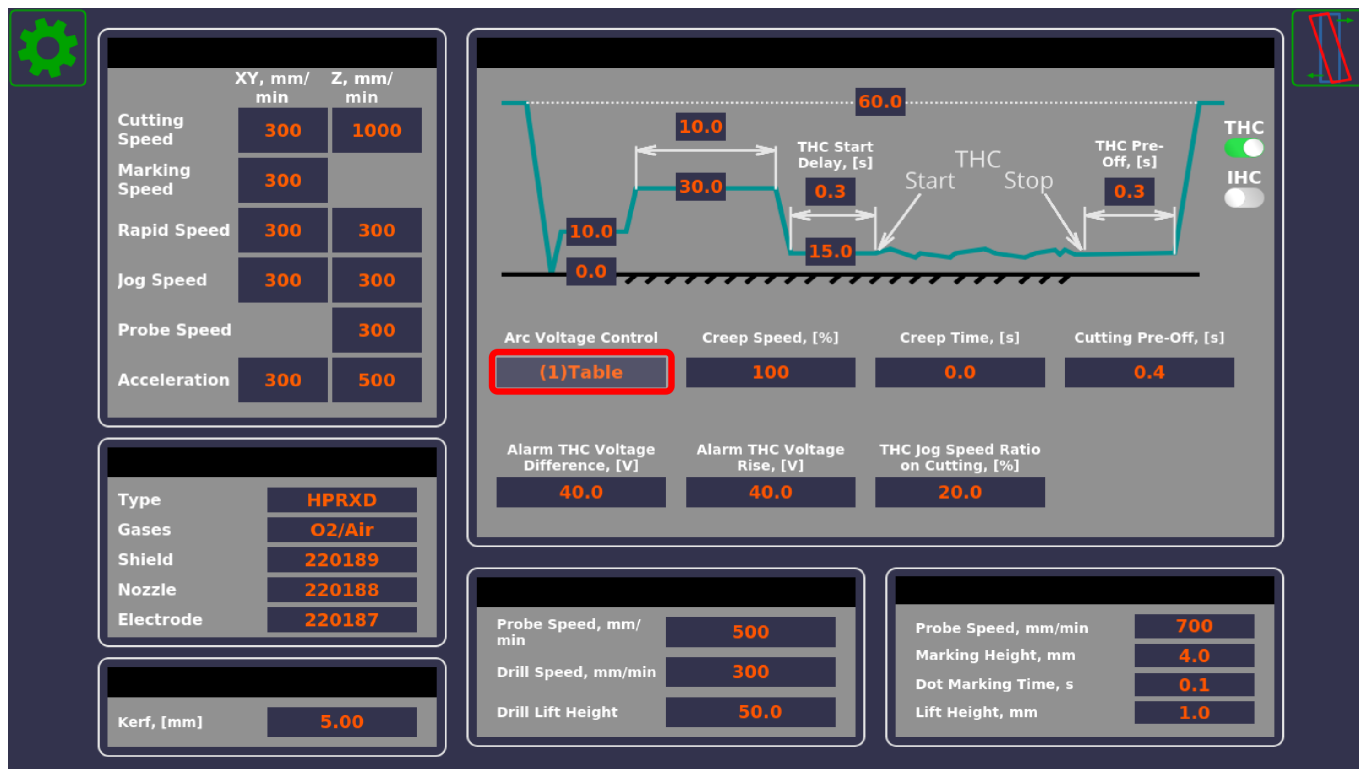 XY, mm/
min
Z, mm/
min
Cutting
Speed
300
1000
Marking
Speed
300
Rapid Speed
300
300
Jog Speed
300
300
Probe Speed
300
Acceleration
300
500
Type
HPRXD
Gases
O2/Air
Shield
220189
Nozzle
220188
Electrode
220187
Kerf, [mm]
5.00
60.0
10.0
30.0
10.0
0.0
THC Start
Delay, [s]
0.3
15.0
THC
Start
Stop
THC Pre-
Off, [s]
0.3
THC
IHC
Arc Voltage Control
(1)Table
Creep Speed, [%]
100
Creep Time, [s]
0.0
Cutting Pre-Off, [s]
0.4
Alarm THC Voltage
Difference, [V]
40.0
Alarm THC Voltage
Rise, [V]
40.0
THC Jog Speed Ratio
on Cutting, [%]
20.0
Probe Speed, mm/
min
500
Drill Speed, mm/min
300
Drill Lift Height
50.0
Probe Speed, mm/min
700
Marking Height, mm
4.0
Dot Marking Time, s
0.1
Lift Height, mm
1.0